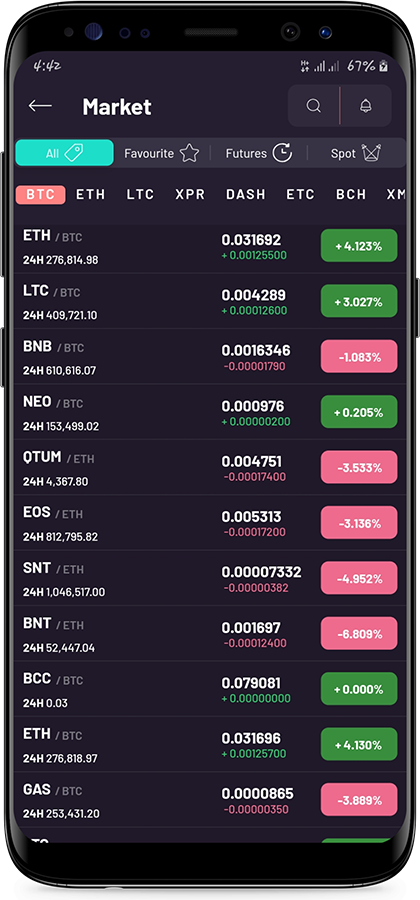 4:42 67%
Market
All Favourite Futures Spot
BTC ETH LTC XPR DASH ETC BCH XM
ETH / BTC 0.031692 + 4.123%
24H 276,814.98 + 0.00125500
LTC / BTC 0.004289 + 3.027%
24H 409,721.10 + 0.00012600
BNB / BTC 0.0016346 -1.083%
24H 610,616.07 -0.00001790
NEO / BTC 0.000976 + 0.205%
24H 153,499.02 + 0.00000200
QTUM / ETH 0.004751 -3.533%
24H 4,367.80 -0.00017400
EOS / ETH 0.005313 -3.136%
24H 812,795.82 -0.00017200
SNT / ETH 0.00007332 -4.952%
24H 1,046,517.00 -0.00000382
BNT / ETH 0.001697 -6.809%
24H 52,447.04 -0.00012400
BCC / BTC 0.079081 + 0.000%
24H 0.03 + 0.00000000
ETH / BTC 0.031696 + 4.130%
24H 276,818.97 + 0.00125700
GAS / BTC 0.0000865 -3.889%
24H 253,431.20 -0.00000350